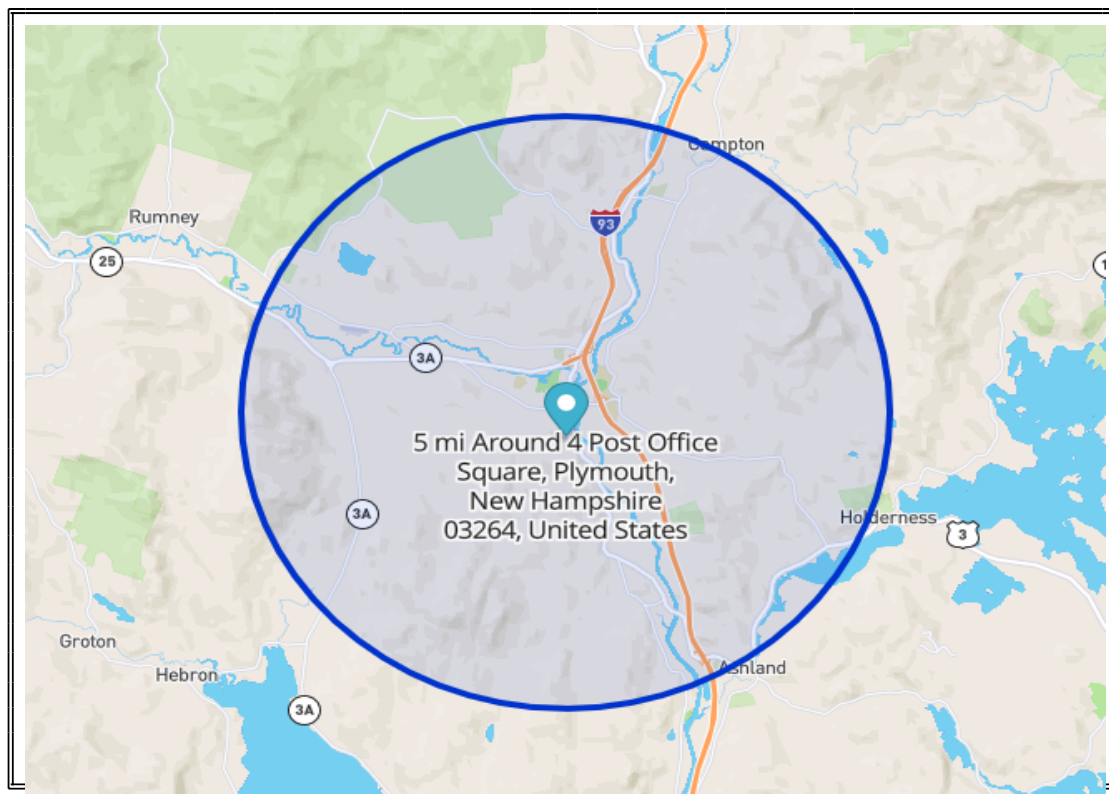 Campton
Rumney
93
25
1
3A
5 mi Around 4 Post Office
Square, Plymouth,
New Hampshire
03264, United States
3A
Holderness
3
Groton
Hebron
Ashland
3A